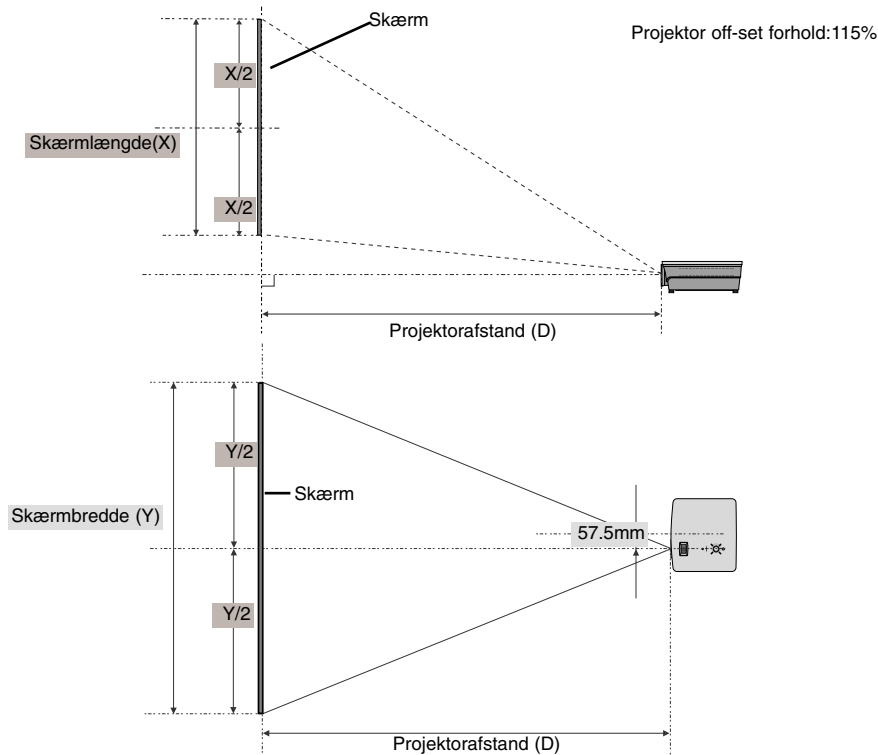 Skærm
Projektor off-set forhold:115%
X/2
Skærmlængde(X)
X/2
Projektorafstand (D)
Y/2
Skærm
Skærmbredde (Y)
57.5mm
Y/2
Projektorafstand (D)